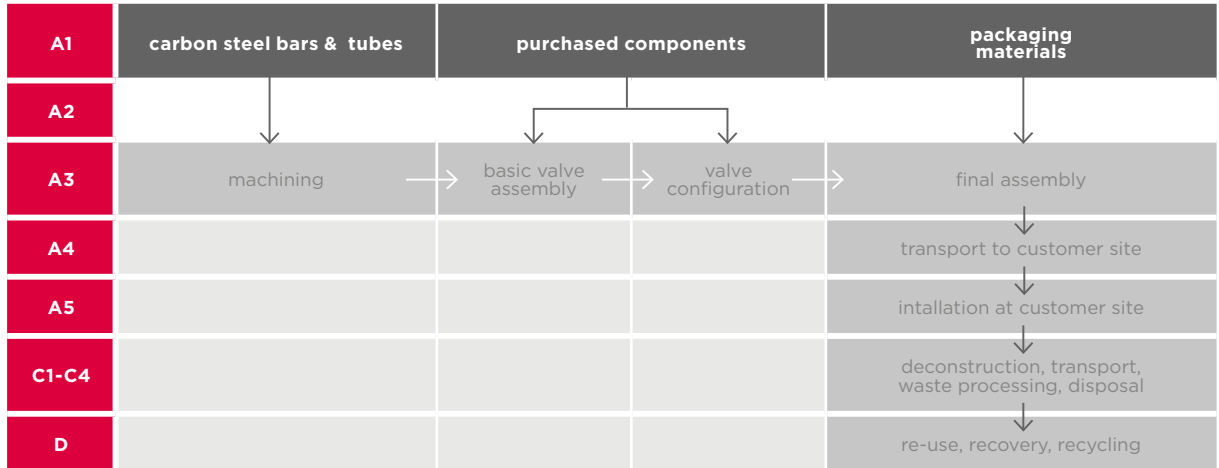 A1
carbon steel bars & tubes
purchased components
packaging
materials
A2
A3
machining
basic valve
assembly
valve
configuration
final assembly
A4
transport to customer site
A5
intallation at customer site
C1-C4
deconstruction, transport,
waste processing, disposal
D
re-use, recovery, recycling